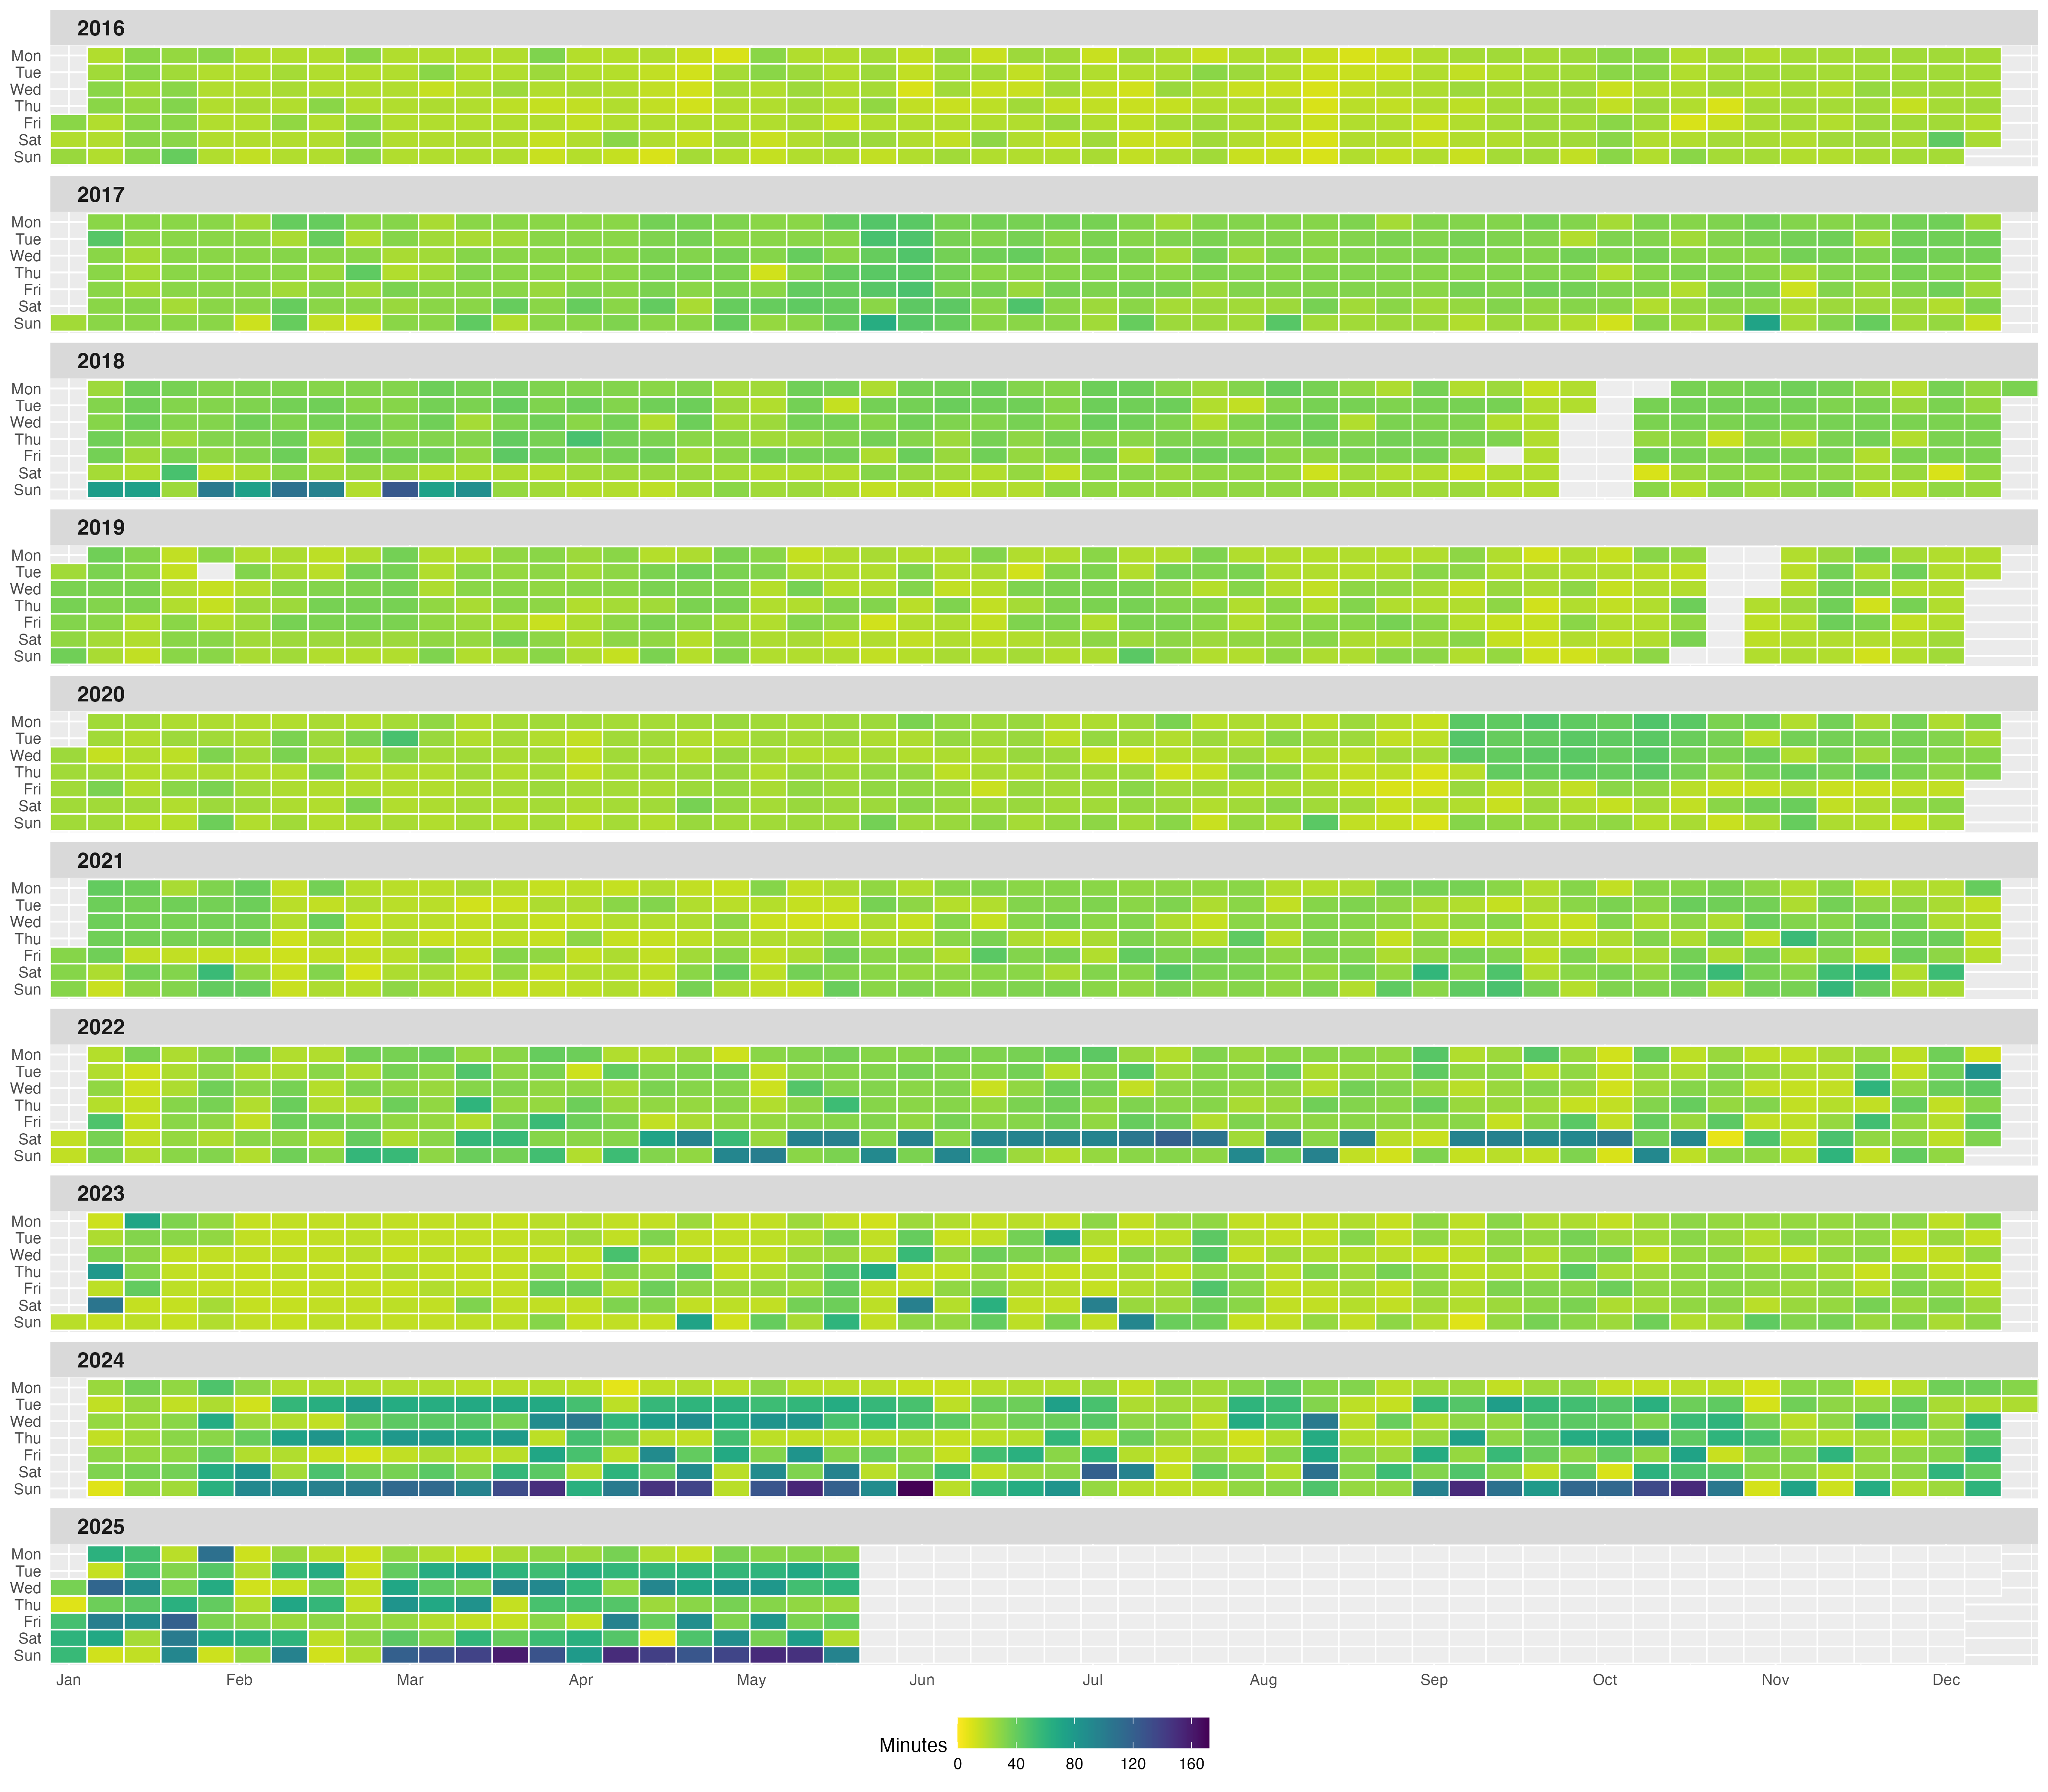 2016
Mon
Tue
Wed
Thu
Fri
Sat
Sun
2017
Mon
Tue
Wed
Thu
Fri
Sat
Sun
2018
Mon
Tue
Wed
Thu
Fri
Sat
Sun
2019
Mon
Tue
Wed
Thu
Fri
Sat
Sun
2020
Mon
Tue
Wed
Thu
Fri
Sat
Sun
2021
Mon
Tue
Wed
Thu
Fri
Sat
Sun
2022
Mon
Tue
Wed
Thu
Fri
Sat
Sun
2023
Mon
Tue
Wed
Thu
Fri
Sat
Sun
2024
Mon
Tue
Wed
Thu
Fri
Sat
Sun
2025
Mon
Tue
Wed
Thu
Fri
Sat
Sun
Jan Feb Mar Apr May Jun Jul Aug Sep Oct Nov Dec
Minutes
0 40 80 120 160